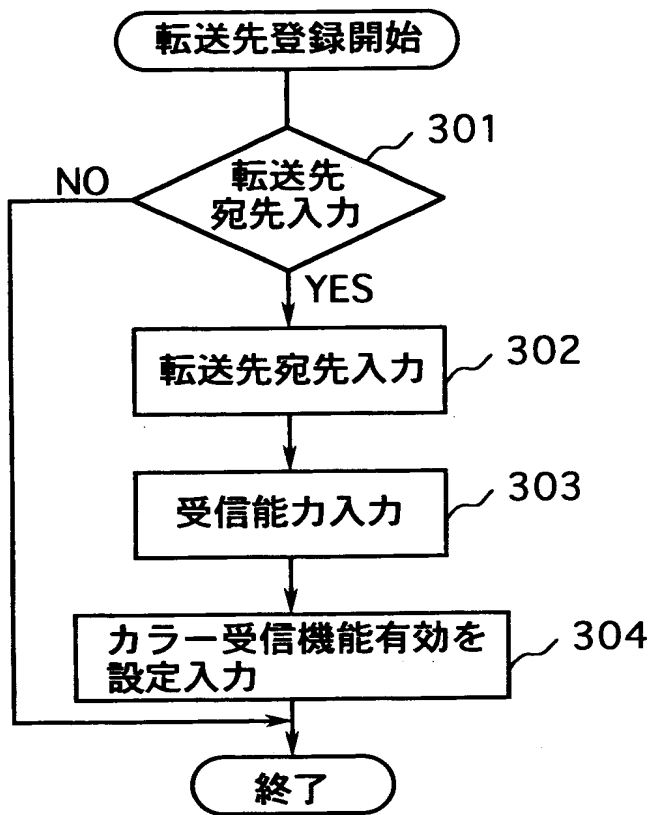 転送先登録開始
301
転送先
宛先入力
NO
YES
302
転送先宛先入力
303
受信能力入力
304
カラー受信機能有効を
設定入力
終了